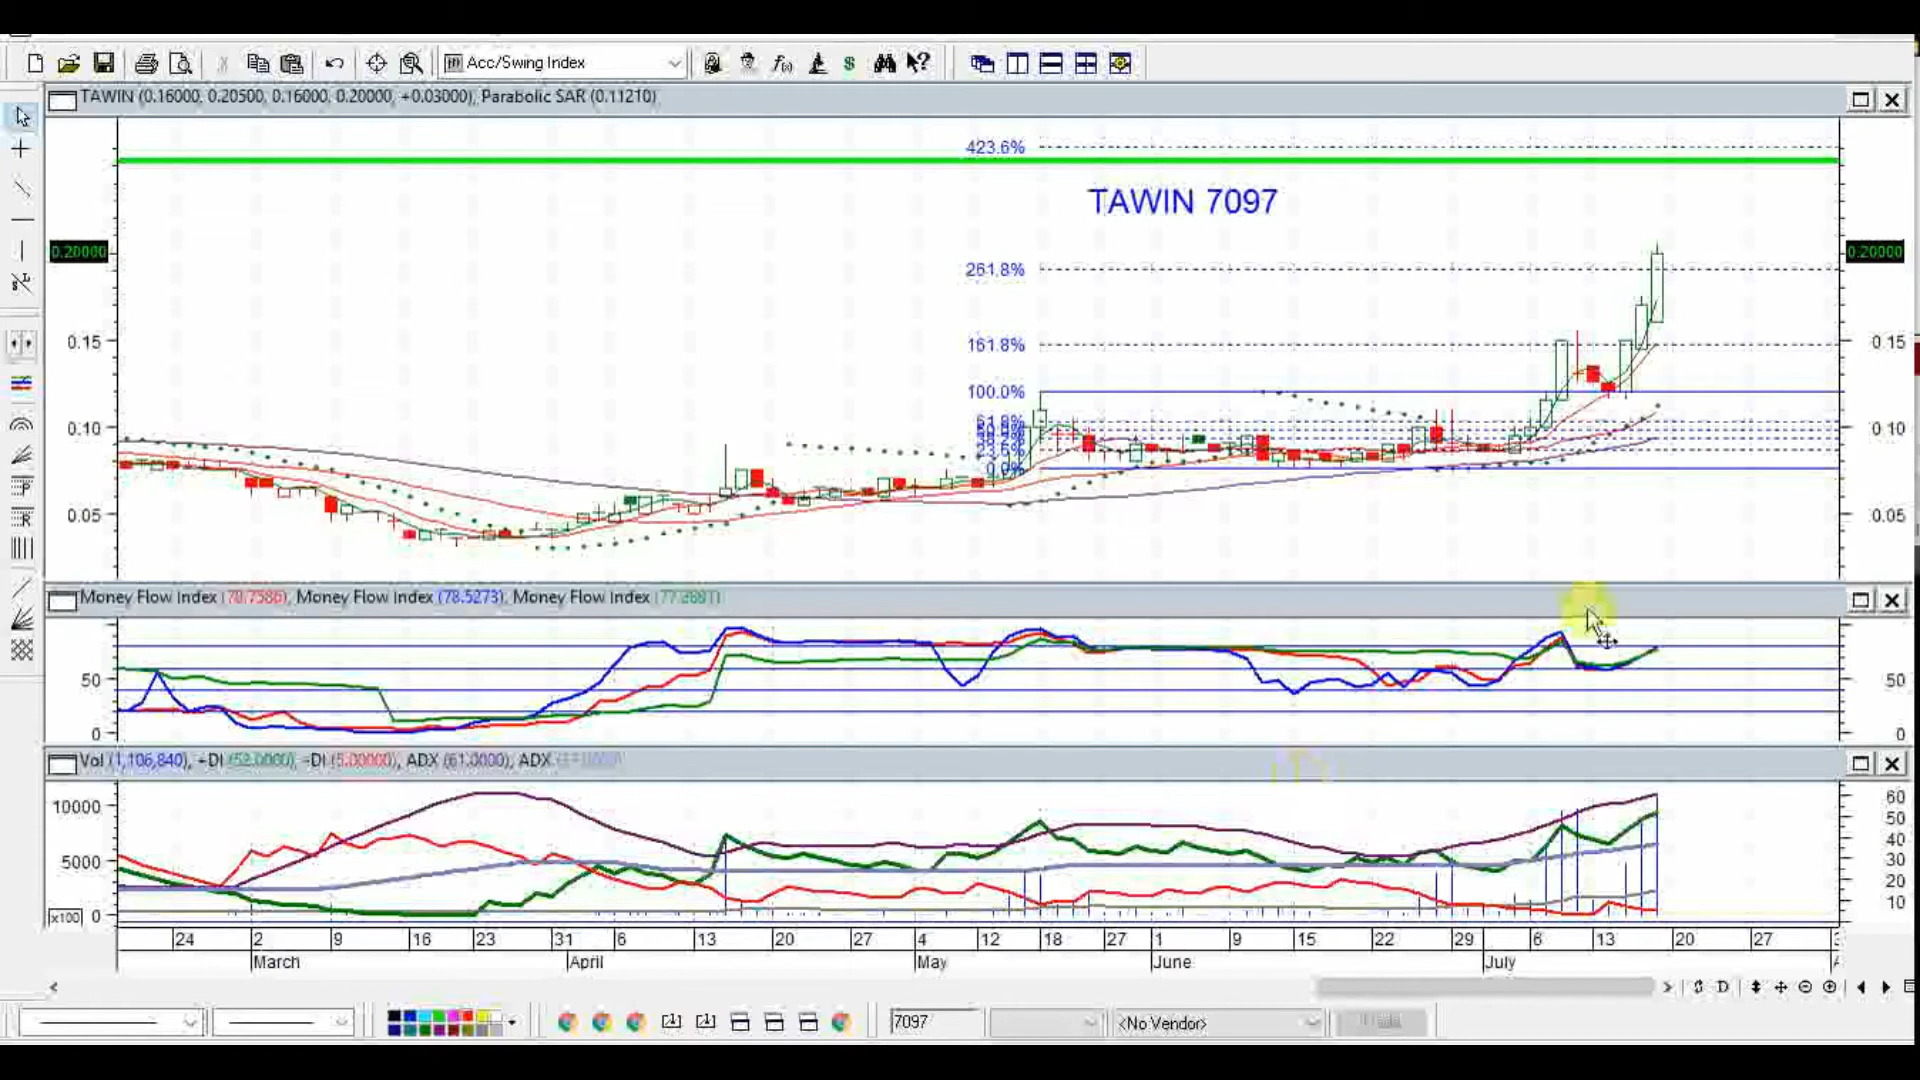 Acc/Swing Index
TAWIN (0.16000, 0.20500, 0.16000, 0.20000, +0.03000), Parabolic SAR (0.11210)
423.6%
TAWIN 7097
0.20000
0.20000
261.8%
0.15
161.8%
0.15
100.0%
0.10
0.10
0.0%
0.05
0.05
Money Flow Index (78.7586), Money Flow Index (78.5273), Money Flow Index
50
50
0
0
Vol (1,106,840), +DI (53.0000), -DI (5.00000), ADX (61.0000), ADX
10000
60
50
40
5000
30
20
10
x100 0
24 2 9 16 23 31 6 13 20 27 4 12 18 27 1 9 15 22 29 6 13 20 27
March April May June July
D
7097 <No Vendor>